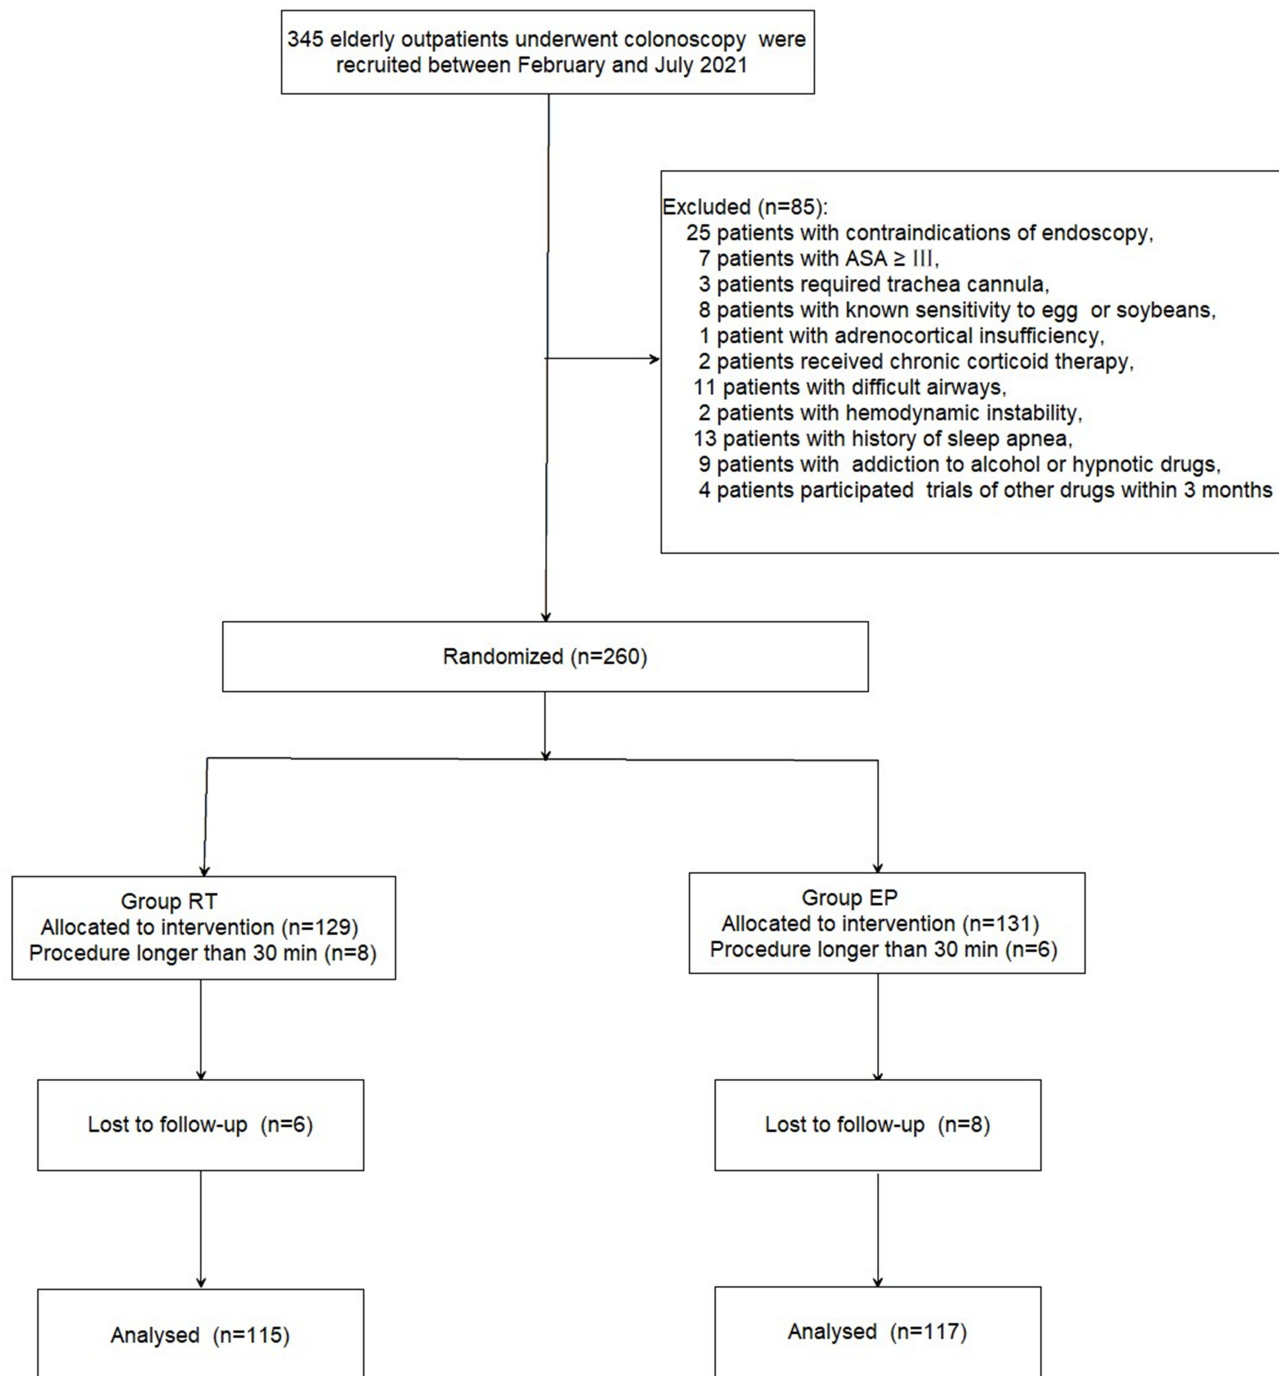 345 elderly outpatients underwent colonoscopy were
recruited between February and July 2021
Excluded (n=85):
25 patients with contraindications of endoscopy,
7 patients with ASA ≥ III,
3 patients required trachea cannula,
8 patients with known sensitivity to egg or soybeans,
1 patient with adrenocortical insufficiency,
2 patients received chronic corticoid therapy,
11 patients with difficult airways,
2 patients with hemodynamic instability,
13 patients with history of sleep apnea,
9 patients with addiction to alcohol or hypnotic drugs,
4 patients participated trials of other drugs within 3 months
Randomized (n=260)
Group RT
Allocated to intervention (n=129)
Procedure longer than 30 min (n=8)
Group EP
Allocated to intervention (n=131)
Procedure longer than 30 min (n=6)
Lost to follow-up (n=6)
Lost to follow-up (n=8)
Analysed (n=115)
Analysed (n=117)